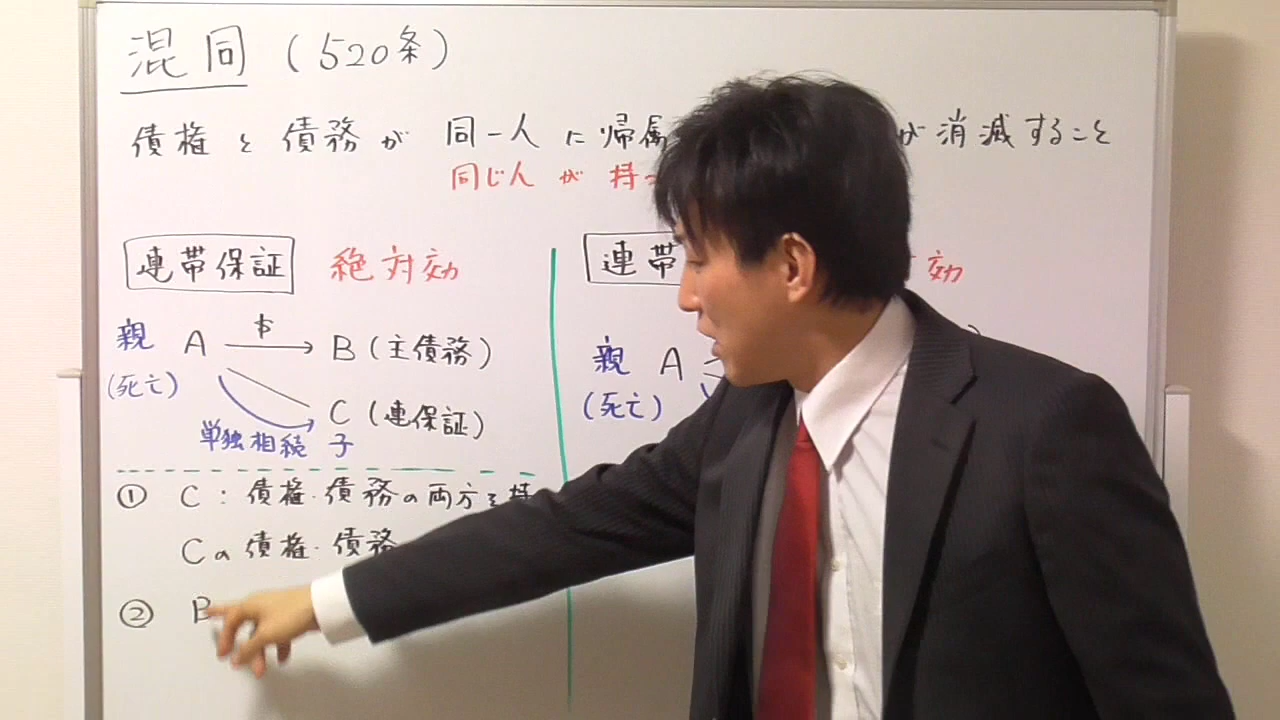 混同 (520条)
債権と債務が 同一人に帰属
が消滅すること
同じ人が持っ
連帯保証 絶対効
親 A $ B (主債務)
(死亡)
C (連保証)
単独相続 子
① C : 債権・債務の両方を持
Cの債権・債務
② B
連帯
効
親 A
(死亡)